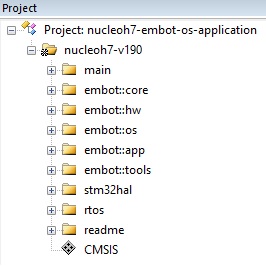 Project
Project: nucleoh7-embot-os-application
nucleoh7-v190
main
embot::core
embot::hw
embot::os
embot::app
embot::tools
stm32hal
rtos
readme
CMSIS